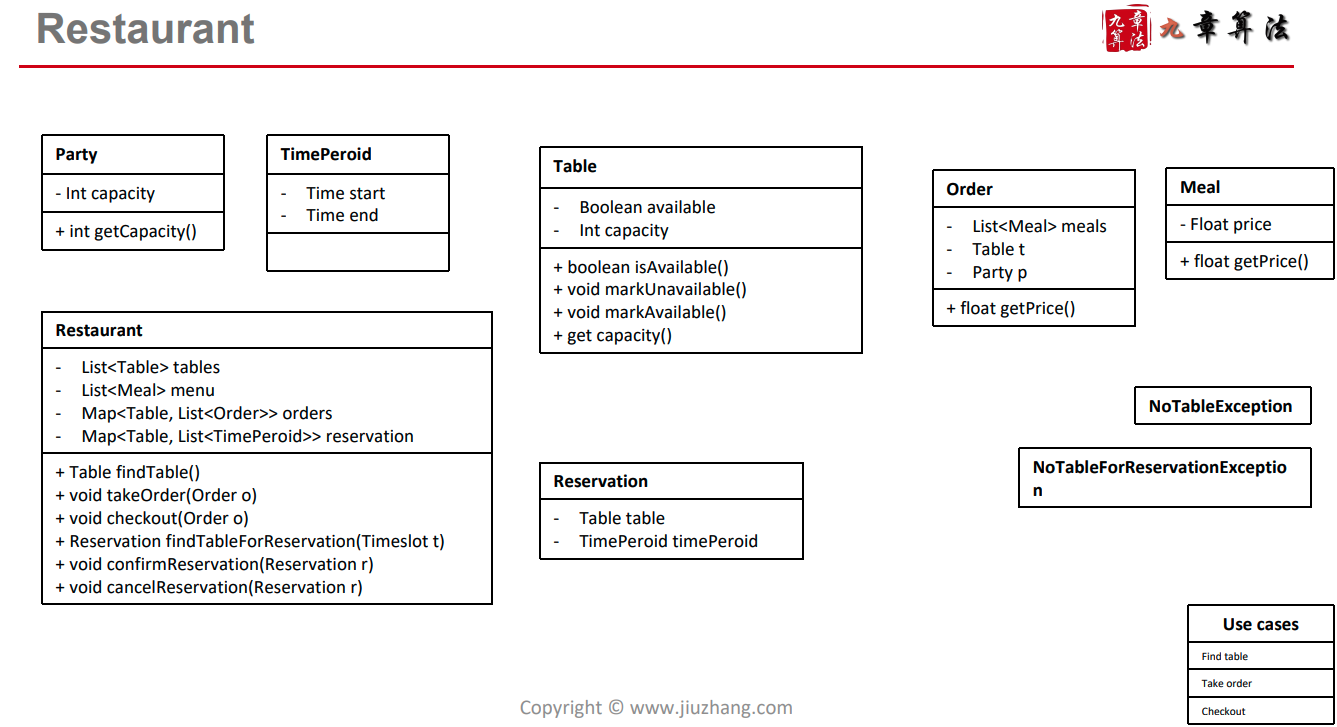 Restaurant
九章算法
九章算法
Party
- Int capacity
+ int getCapacity()
TimePeroid
- Time start
- Time end
Table
- Boolean available
- Int capacity
+ boolean isAvailable()
+ void markUnavailable()
+ void markAvailable()
+ get capacity()
Order
- List<Meal> meals
- Table t
- Party p
+ float getPrice()
Meal
- Float price
+ float getPrice()
Restaurant
- List<Table> tables
- List<Meal> menu
- Map<Table, List<Order>> orders
- Map<Table, List<TimePeroid>> reservation
+ Table findTable()
+ void takeOrder(Order o)
+ void checkout(Order o)
+ Reservation findTableForReservation(Timeslot t)
+ void confirmReservation(Reservation r)
+ void cancelReservation(Reservation r)
Reservation
- Table table
- TimePeroid timePeroid
NoTableException
NoTableForReservationExceptio
n
Use cases
Find table
Take order
Checkout
Copyright © www.jiuzhang.com